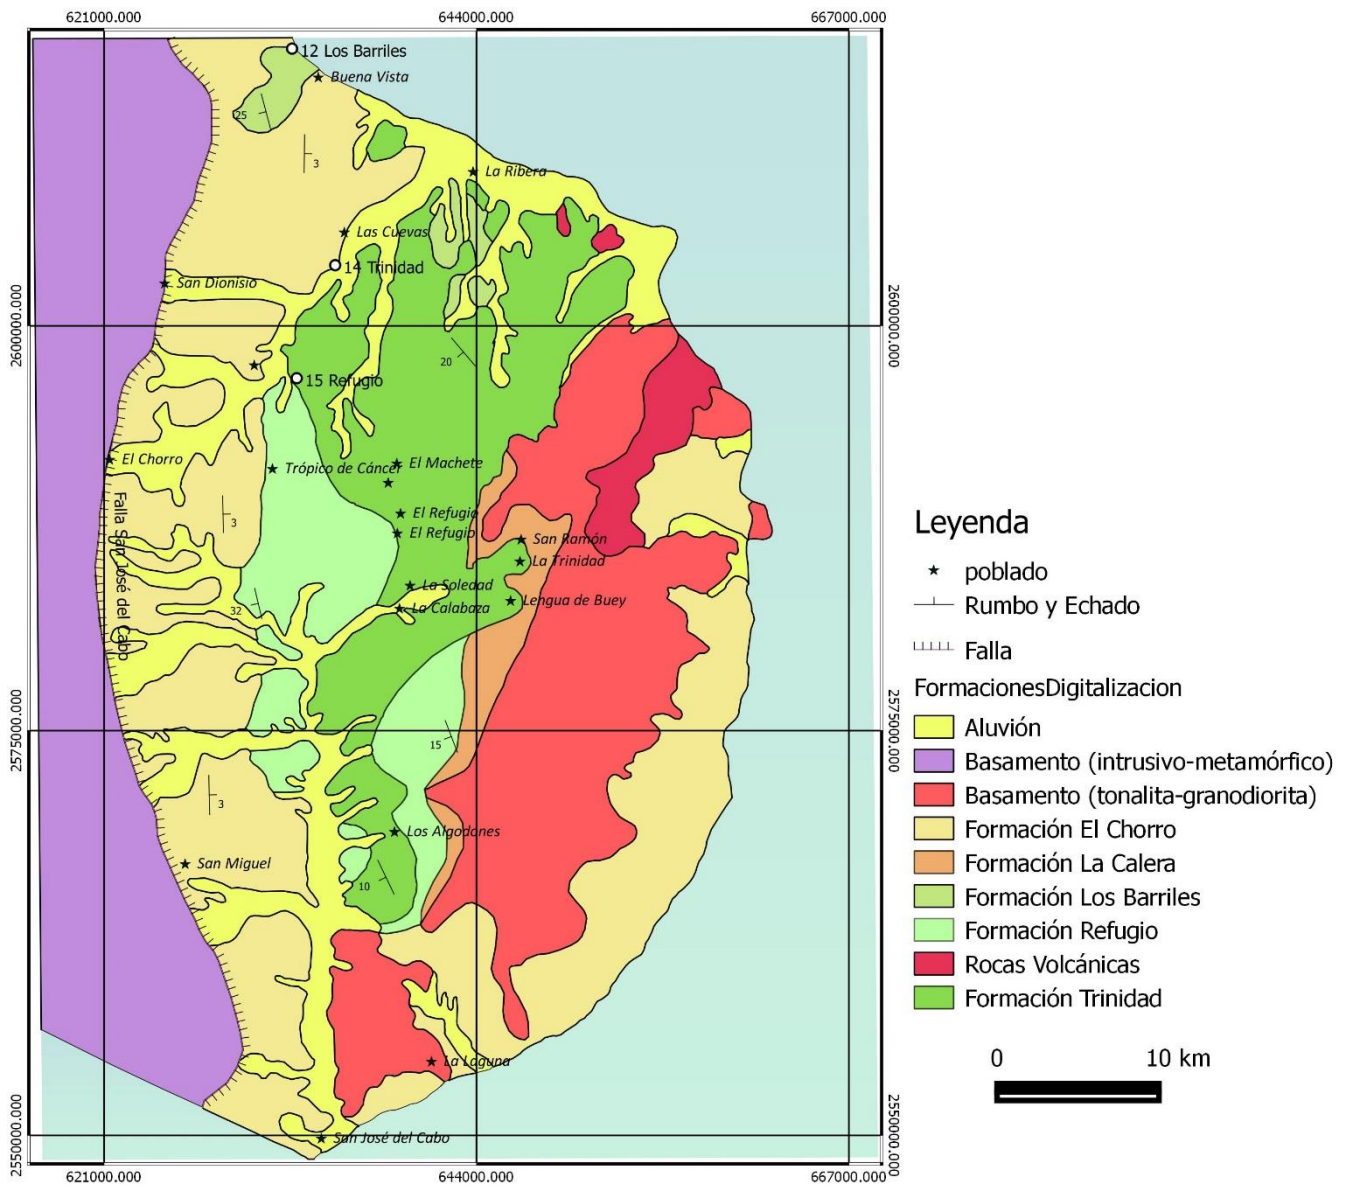 621000.000
644000.000
667000.000
12 Los Barriles
Buena Vista
25
3
La Ribera
Las Cuevas
14 Trinidad
San Dionisio
2600000.000
2600000.000
20
15 Refugio
El Chorro
Trópico de Cáncer
El Machete
Falla San José del Cabo
3
El Refugio
El Refugio
San Ramón
La Trinidad
La Soledad
32
La Calabaza
Lengua de Buey
2575000.000
2575000.000
15
3
Los Algodones
San Miguel
10
La Laguna
San José del Cabo
2550000.000
2550000.000
621000.000
644000.000
667000.000
Leyenda
poblado
Rumbo y Echado
Falla
FormacionesDigitalizacion
Aluvión
Basamento (intrusivo-metamórfico)
Basamento (tonalita-granodiorita)
Formación El Chorro
Formación La Calera
Formación Los Barriles
Formación Refugio
Rocas Volcánicas
Formación Trinidad
0
10 km